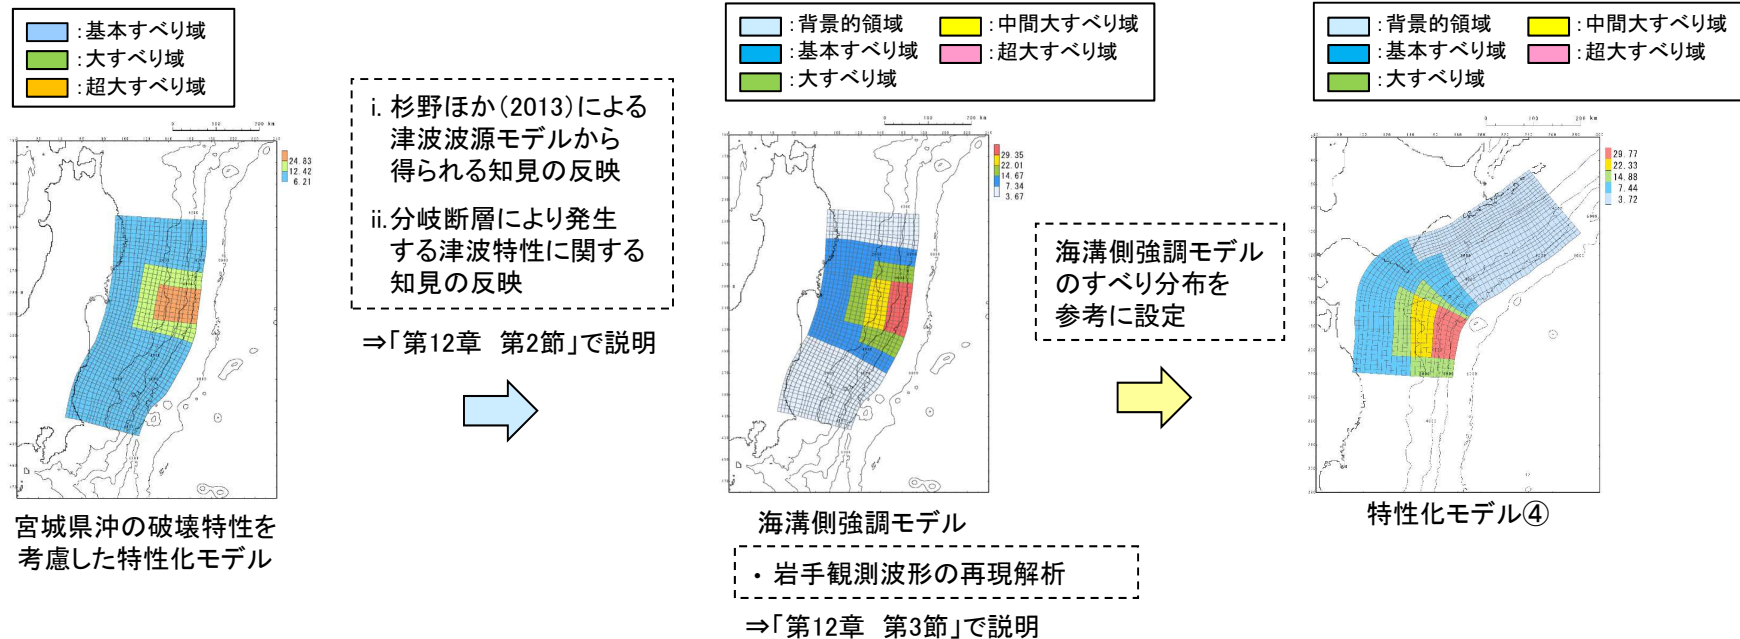 ：基本すべり域
：大すべり域
：超大すべり域
0 100 200 km
24.83
12.42
6.21
宮城県沖の破壊特性を
考慮した特性化モデル
i. 杉野ほか（2013）による
津波波源モデルから
得られる知見の反映
ii.分岐断層により発生
する津波特性に関する
知見の反映
⇒「第12章 第2節」で説明
：背景的領域
：中間大すべり域
：基本すべり域
：超大すべり域
：大すべり域
0 100 200 km
29.35
22.01
14.67
7.34
3.67
海溝側強調モデル
・ 岩手観測波形の再現解析
⇒「第12章 第3節」で説明
海溝側強調モデル
のすべり分布を
参考に設定
：背景的領域
：中間大すべり域
：基本すべり域
：超大すべり域
：大すべり域
0 100 200 km
29.77
22.33
14.88
7.44
3.72
特性化モデル④